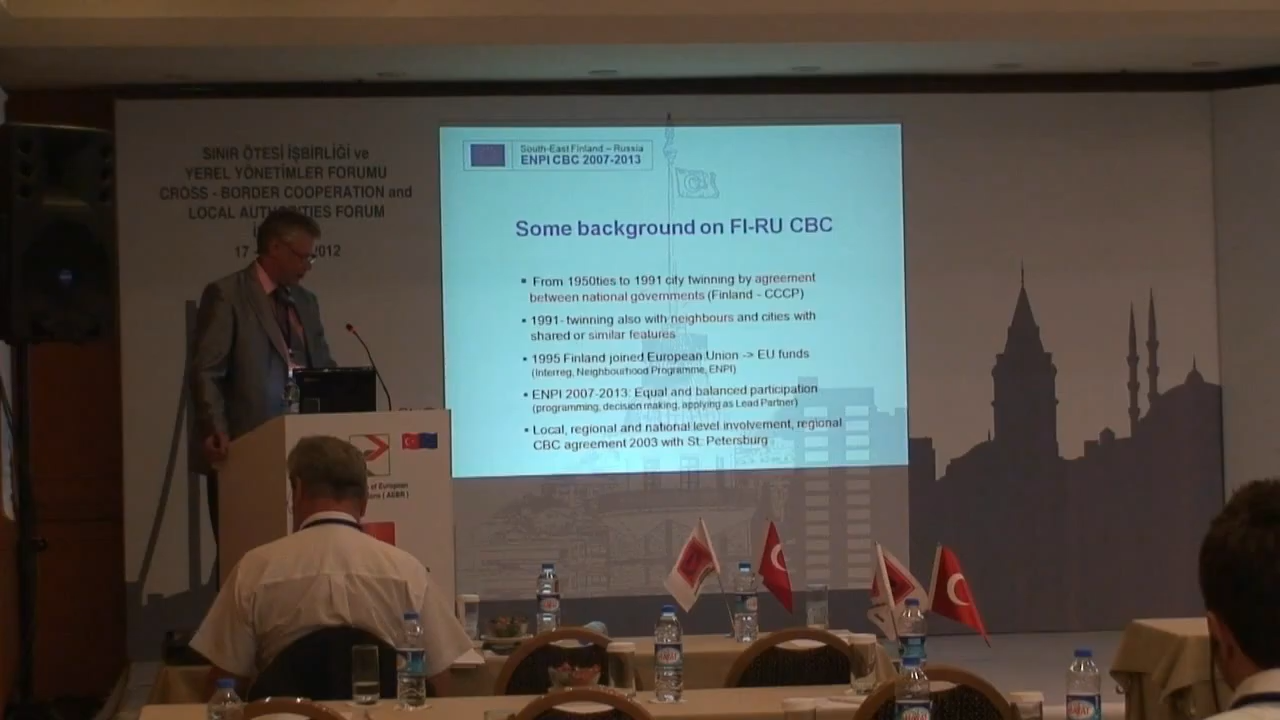 SINIR ÖTESİ İŞBİRLİĞİ ve
YEREL YÖNETİMLER FORUMU
CROSS - BORDER COOPERATION and
LOCAL AUTHORITIES FORUM
17
2012
South-East Finland – Russia
ENPI CBC 2007-2013
Some background on FI-RU CBC
▪ From 1950ties to 1991 city twinning by agreement
between national governments (Finland - CCCP)
▪ 1991- twinning also with neighbours and cities with
shared or similar features
▪ 1995 Finland joined European Union -> EU funds
(Interreg, Neighbourhood Programme, ENPI)
▪ ENPI 2007-2013: Equal and balanced participation
(programming, decision making, applying as Lead Partner)
▪ Local, regional and national level involvement, regional
CBC agreement 2003 with St. Petersburg
of European
( AEBR )